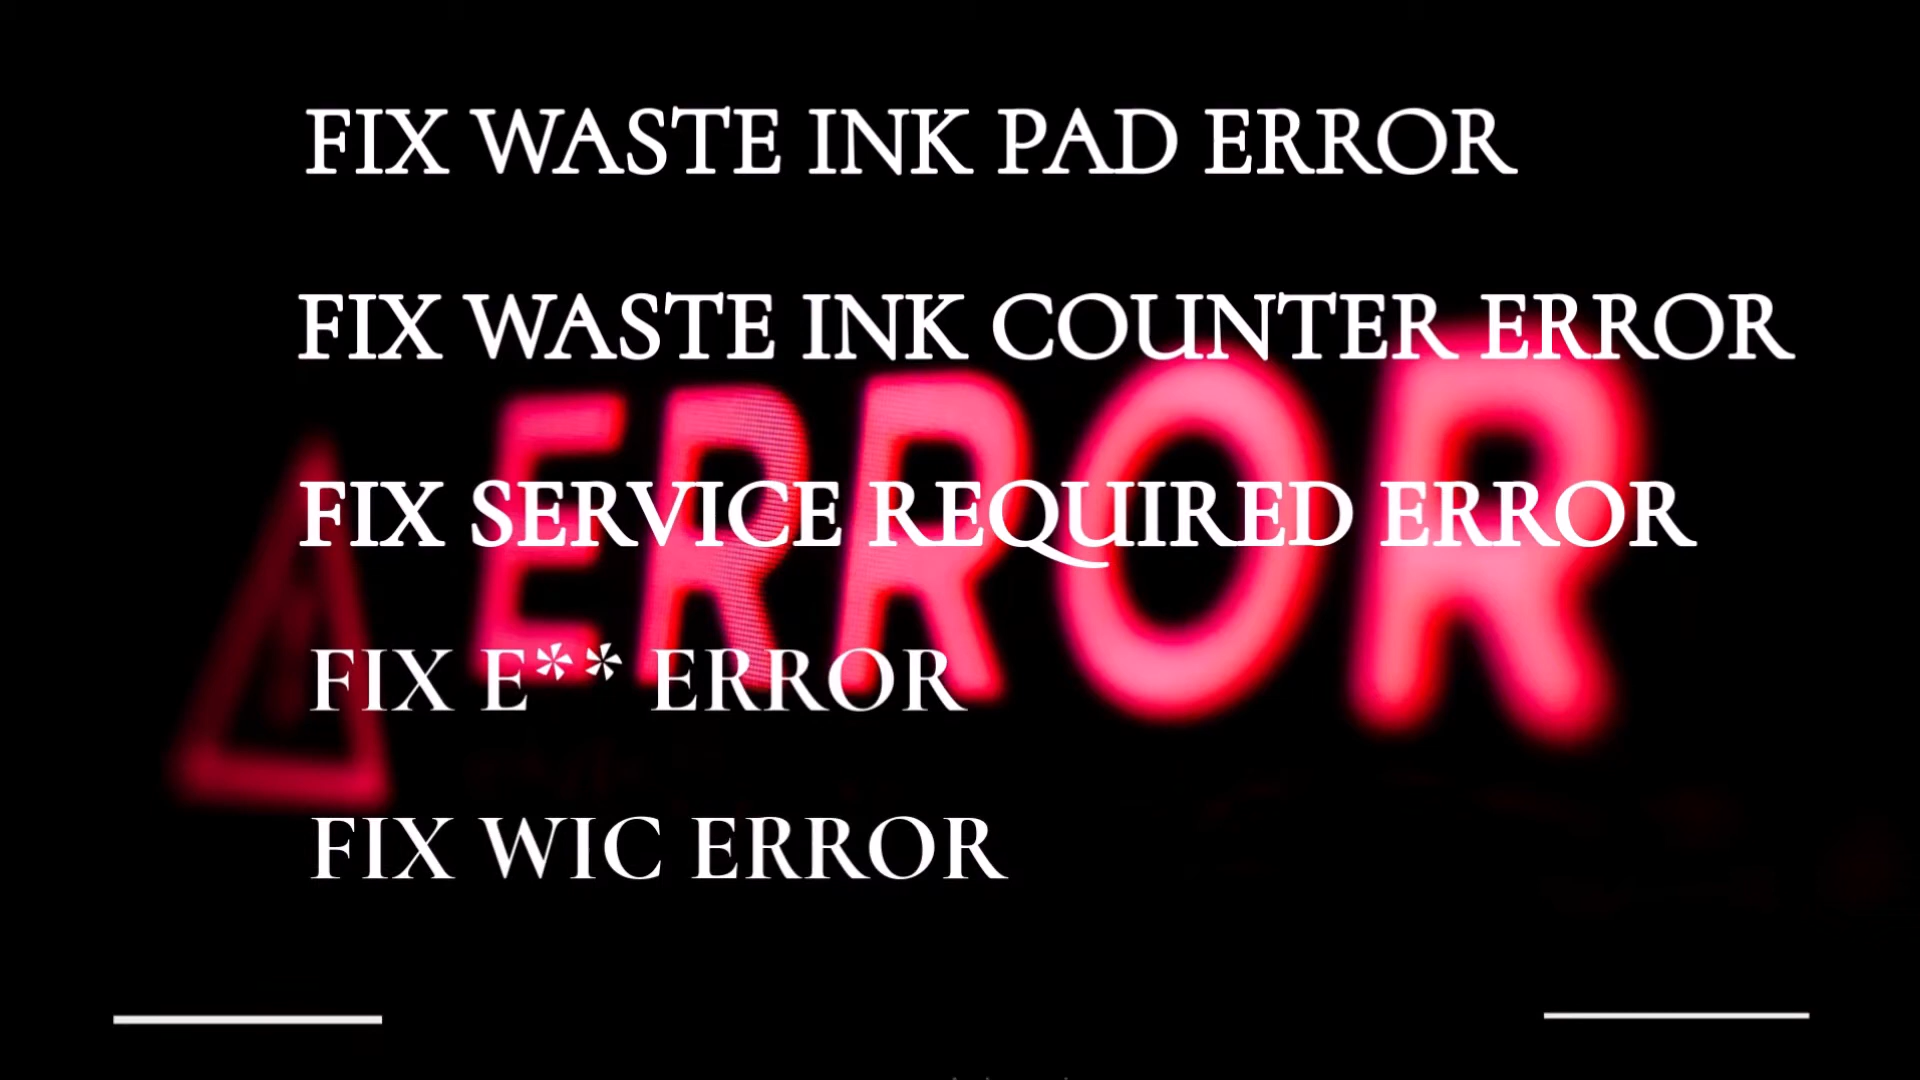 FIX WASTE INK PAD ERROR
FIX WASTE INK COUNTER ERROR
ERROR
FIX SERVICE REQUIRED ERROR
FIX E** ERROR
FIX WIC ERROR